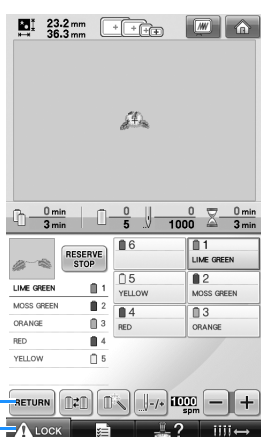 23.2 mm
36.3 mm
0 min
3 min
0
5
0
1000
0 min
3 min
RESERVE
STOP
LIME GREEN 1
MOSS GREEN 2
ORANGE 3
RED 4
YELLOW 5
6
1
LIME GREEN
5
YELLOW
2
MOSS GREEN
4
RED
3
ORANGE
RETURN
-/+
1000
spm
− +
LOCK
?